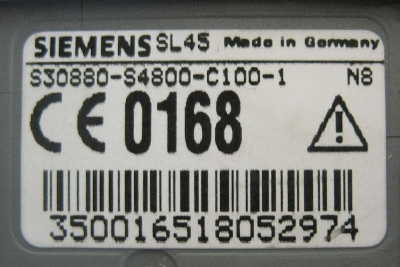 SIEMENS SL45 Made in Germany
S30880-S4800-C100-1 N8
CE 0168
350016518052974